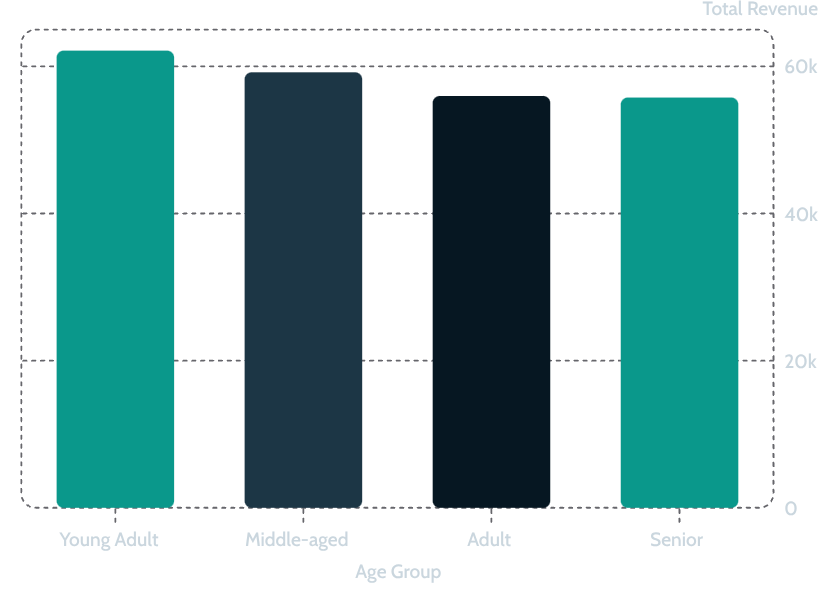 Total Revenue
60k
40k
20k
0
Young Adult
Middle-aged
Adult
Senior
Age Group